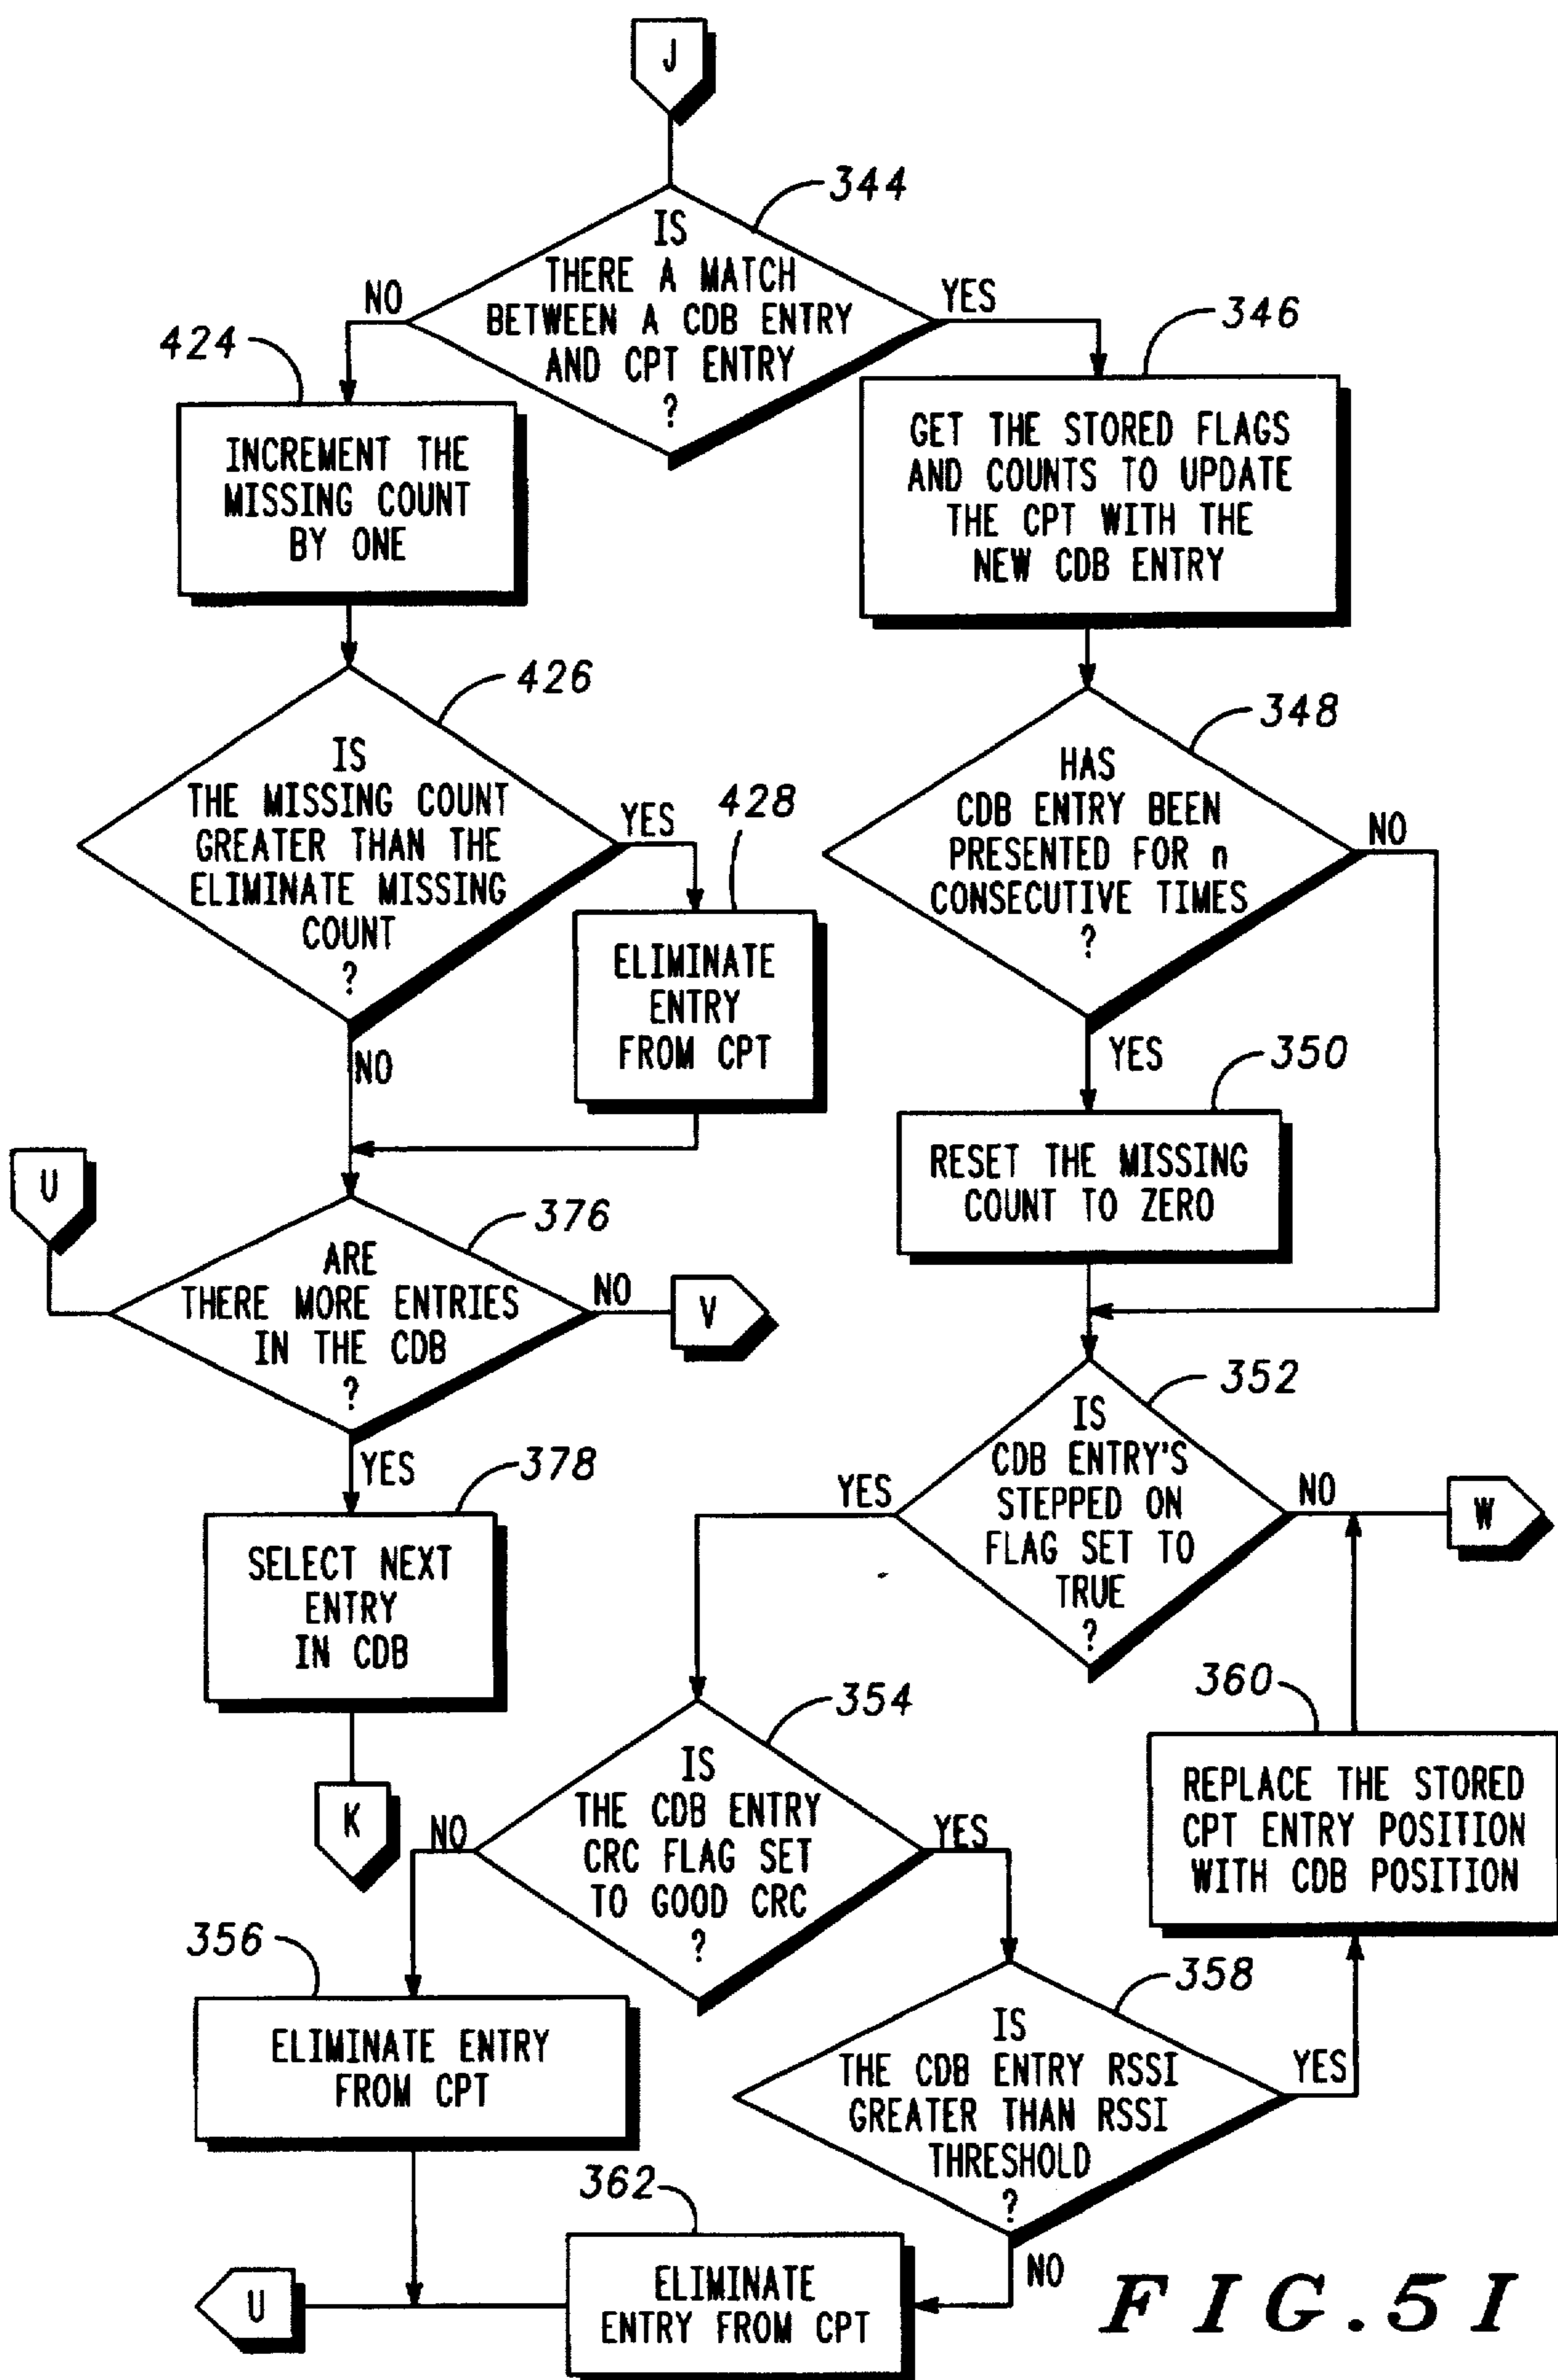 J
344
IS
THERE A MATCH
BETWEEN A CDB ENTRY
AND CPT ENTRY
?
NO
YES
424
INCREMENT THE
MISSING COUNT
BY ONE
346
GET THE STORED FLAGS
AND COUNTS TO UPDATE
THE CPT WITH THE
NEW CDB ENTRY
426
IS
THE MISSING COUNT
GREATER THAN THE
ELIMINATE MISSING
COUNT
?
YES
NO
428
ELIMINATE
ENTRY
FROM CPT
348
HAS
CDB ENTRY BEEN
PRESENTED FOR n
CONSECUTIVE TIMES
?
NO
YES
350
RESET THE MISSING
COUNT TO ZERO
U
376
ARE
THERE MORE ENTRIES
IN THE CDB
?
NO
V
YES
378
SELECT NEXT
ENTRY
IN CDB
K
352
IS
CDB ENTRY'S
STEPPED ON
FLAG SET TO
TRUE
?
YES
NO
W
354
IS
THE CDB ENTRY
CRC FLAG SET
TO GOOD CRC
?
NO
YES
360
REPLACE THE STORED
CPT ENTRY POSITION
WITH CDB POSITION
356
ELIMINATE ENTRY
FROM CPT
358
IS
THE CDB ENTRY RSSI
GREATER THAN RSSI
THRESHOLD
?
YES
NO
362
ELIMINATE
ENTRY FROM CPT
U
FIG.5I